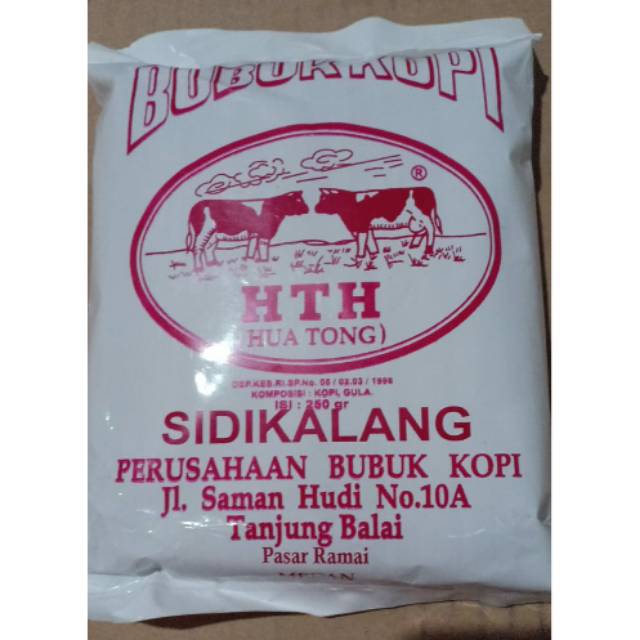 BUBUK KOPI
®
HTH
(HUA TONG)
DEP.KES.RI.SP.No. 05 / 02.03 / 1996
KOMPOSISI : KOPI, GULA.
ISI : 250 gr
SIDIKALANG
PERUSAHAAN BUBUK KOPI
Jl. Saman Hudi No.10A
Tanjung Balai
Pasar Ramai
MEDAN